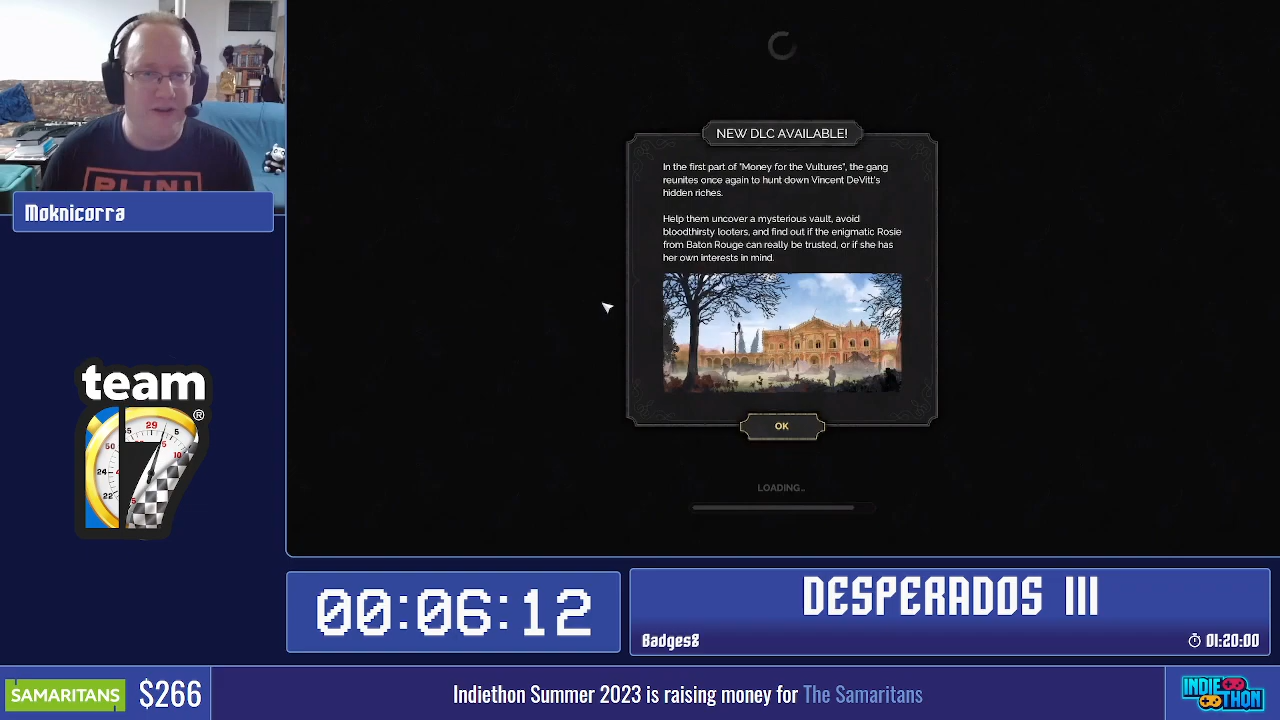 NEW DLC AVAILABLE!
In the first part of "Money for the Vultures", the gang
reunites once again to hunt down Vincent DeVitt's
hidden riches.
Help them uncover a mysterious vault, avoid
bloodthirsty looters, and find out if the enigmatic Rosie
from Baton Rouge can really be trusted, or if she has
her own interests in mind.
OK
LOADING..
PLINI
Moknicorra
team
®
00:06:12
DESPERADOS III
Badges8
01:20:00
SAMARITANS
$266
Indiethon Summer 2023 is raising money for The Samaritans
INDIE
THON